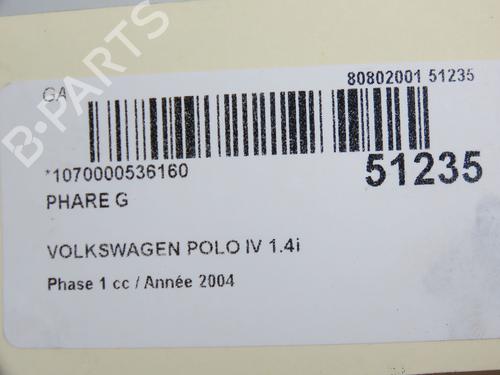 GA
80802001 51235
*1070000536160
51235
PHARE G
VOLKSWAGEN POLO IV 1.4i
Phase 1 cc / Année 2004
B-PARTS